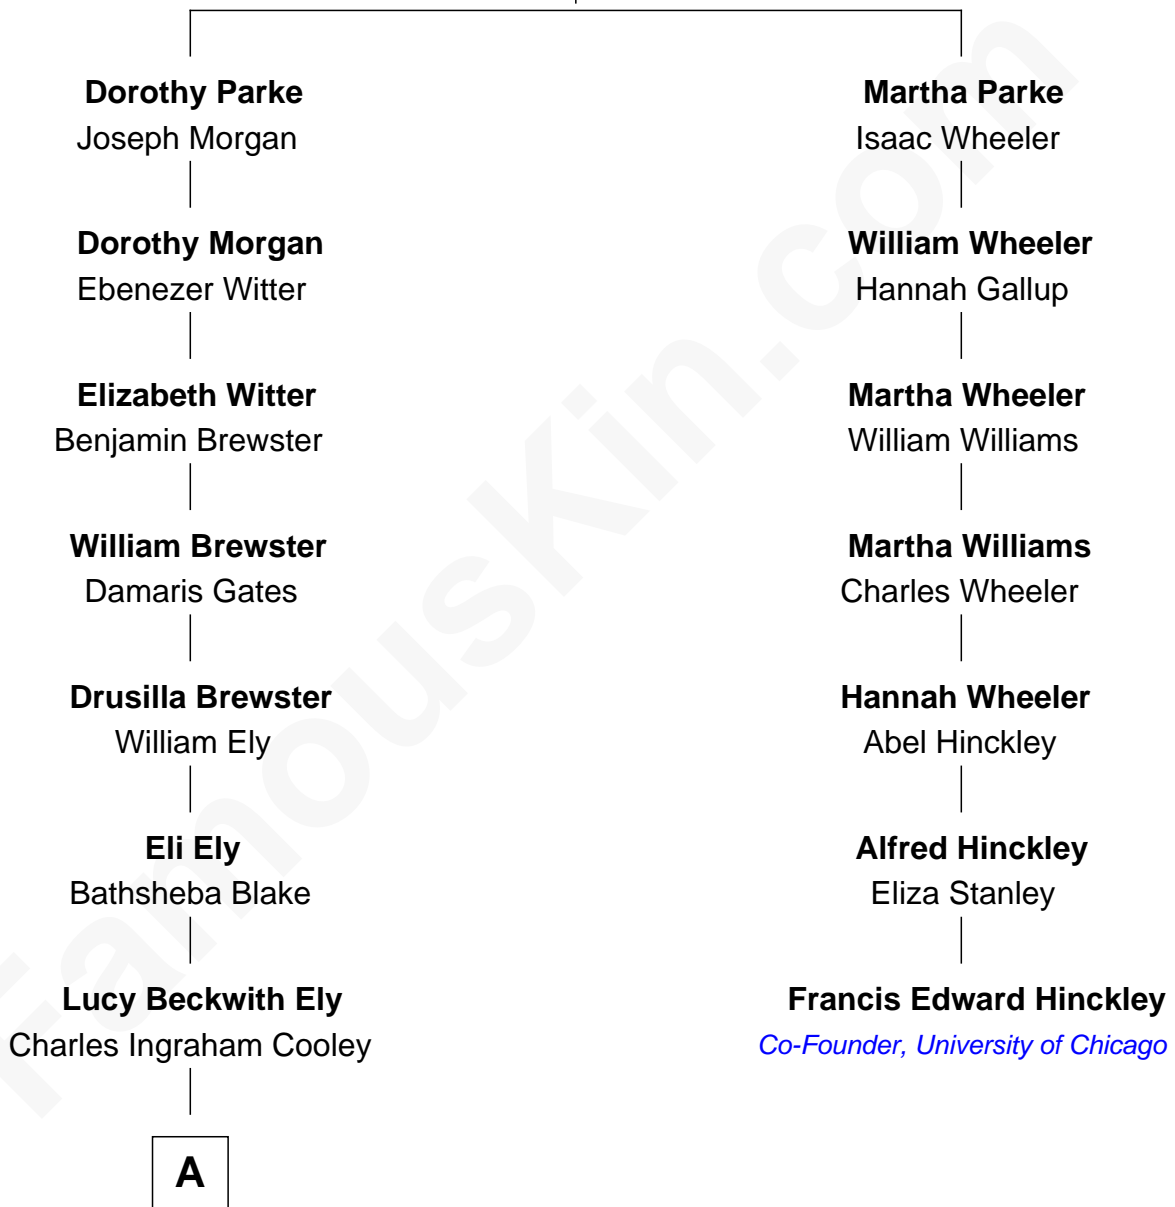 Dorothy Parke
Joseph Morgan
Dorothy Morgan
Ebenezer Witter
Elizabeth Witter
Benjamin Brewster
William Brewster
Damaris Gates
Drusilla Brewster
William Ely
Eli Ely
Bathsheba Blake
Lucy Beckwith Ely
Charles Ingraham Cooley
A
Martha Parke
Isaac Wheeler
William Wheeler
Hannah Gallup
Martha Wheeler
William Williams
Martha Williams
Charles Wheeler
Hannah Wheeler
Abel Hinckley
Alfred Hinckley
Eliza Stanley
Francis Edward Hinckley
Co-Founder, University of Chicago
FamousKin.com